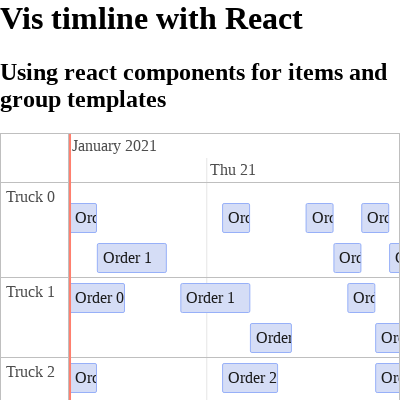 Vis timline with React
Using react components for items and
group templates
January 2021
Thu 21
Truck 0
Orc Orc Orc Orc
Order 1 Orc
Truck 1
Order 0 Order 1 Orc
Order Or
Truck 2
Orc Order 2 Or